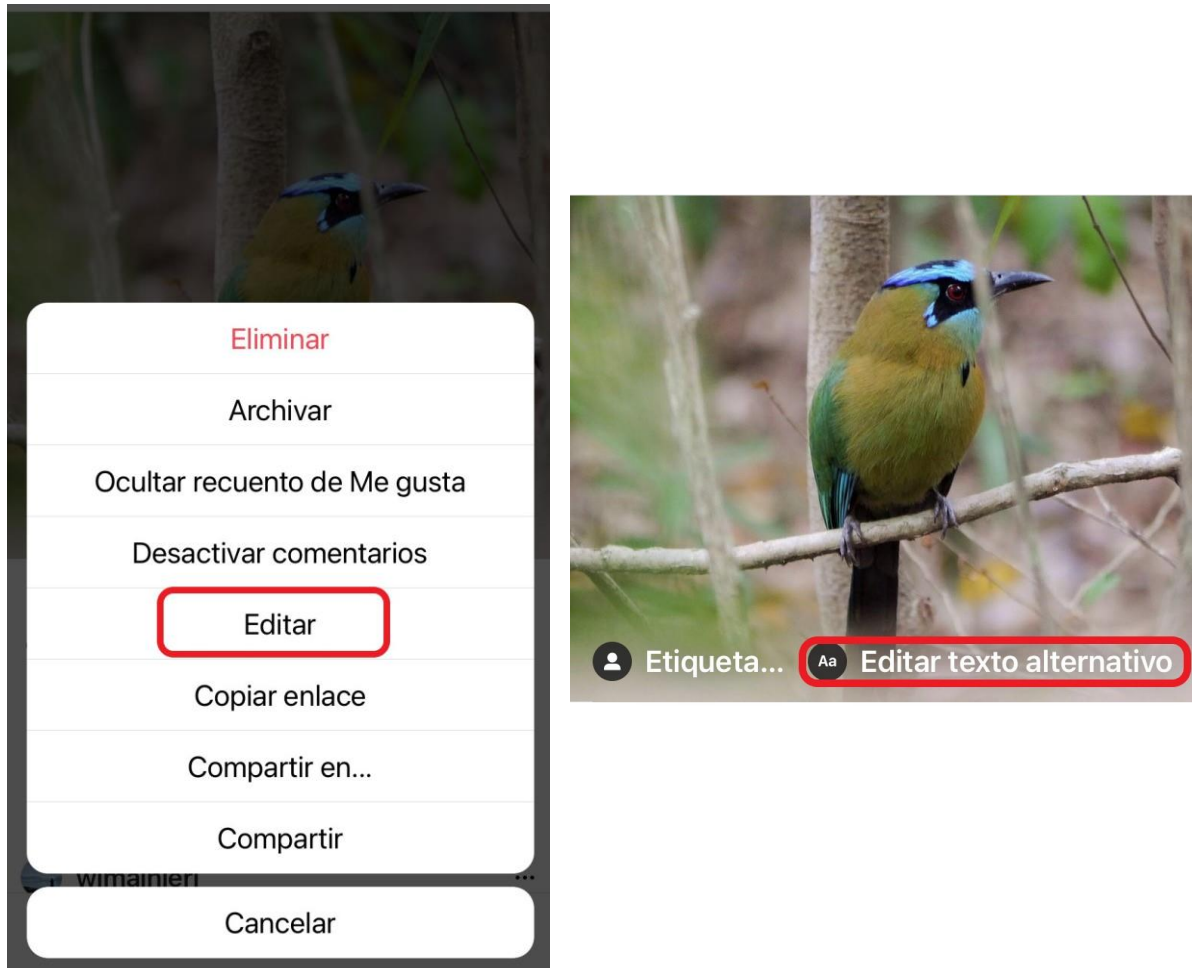 Eliminar
Archivar
Ocultar recuento de Me gusta
Desactivar comentarios
Editar
Copiar enlace
Compartir en...
Compartir
wimainieri
Cancelar
Etiqueta...
Aa Editar texto alternativo